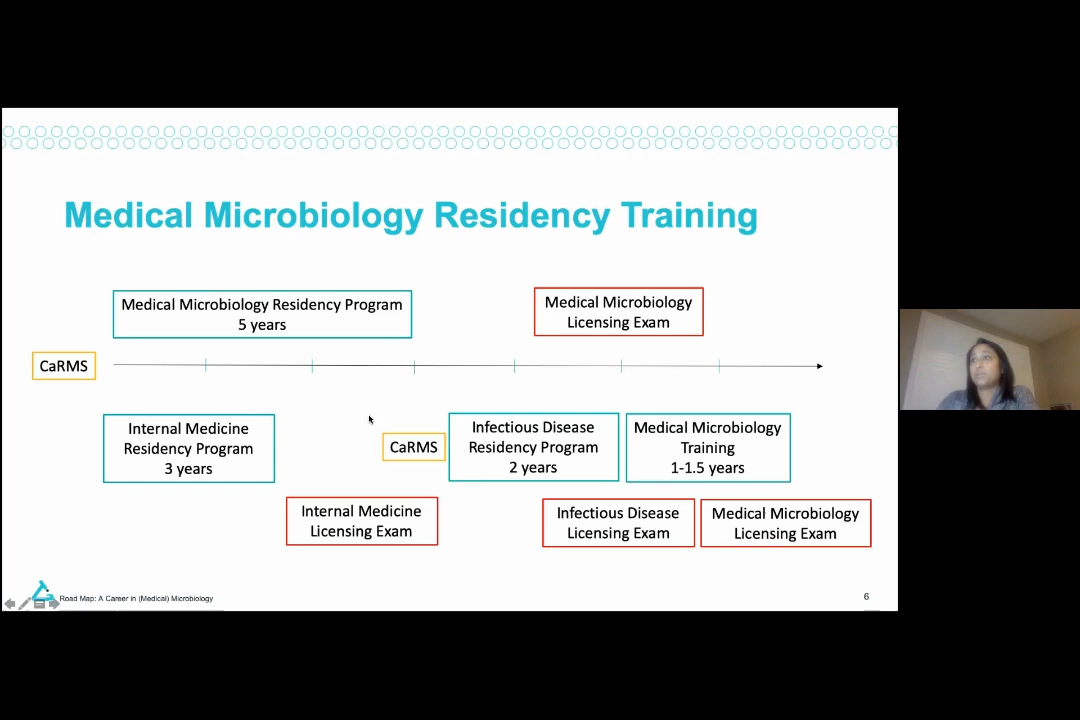 Medical Microbiology Residency Training
Medical Microbiology Residency Program
5 years
Medical Microbiology
Licensing Exam
CaRMS
Internal Medicine
Residency Program
3 years
CaRMS
Infectious Disease
Residency Program
2 years
Medical Microbiology
Training
1-1.5 years
Internal Medicine
Licensing Exam
Infectious Disease
Licensing Exam
Medical Microbiology
Licensing Exam
Road Map: A Career in (Medical) Microbiology
6